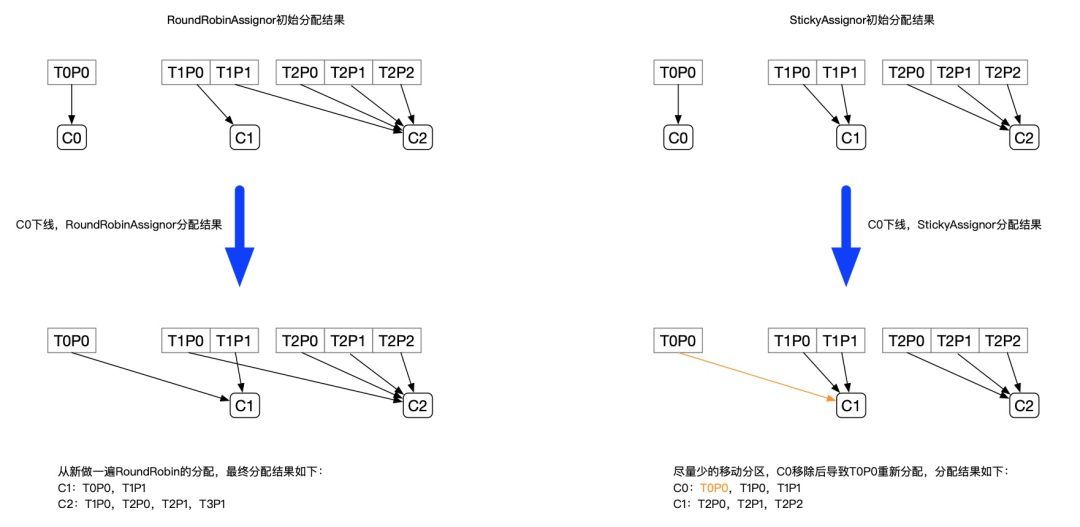 RoundRobinAssignor初始分配结果
T0P0 T1P0 T1P1 T2P0 T2P1 T2P2
C0 C1 C2
C0下线，RoundRobinAssignor分配结果
T0P0 T1P0 T1P1 T2P0 T2P1 T2P2
C1 C2
从新做一遍RoundRobin的分配，最终分配结果如下：
C1：T0P0，T1P1
C2：T1P0，T2P0，T2P1，T3P1
StickyAssignor初始分配结果
T0P0 T1P0 T1P1 T2P0 T2P1 T2P2
C0 C1 C2
C0下线，StickyAssignor分配结果
T0P0 T1P0 T1P1 T2P0 T2P1 T2P2
C1 C2
尽量少的移动分区，C0移除后导致T0P0重新分配，分配结果如下：
C0：T0P0，T1P0，T1P1
C1：T2P0，T2P1，T2P2